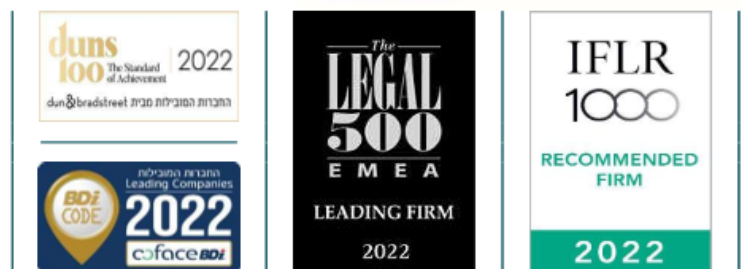 duns
100
The Standard
of Achievement
2022
dun&bradstreet החברות המובילות מבית
החברות המובילות
Leading Companies
BDi
CODE
2022
coface BDi
The
LEGAL
500
EMEA
LEADING FIRM
2022
IFLR
1000
RECOMMENDED
FIRM
2022